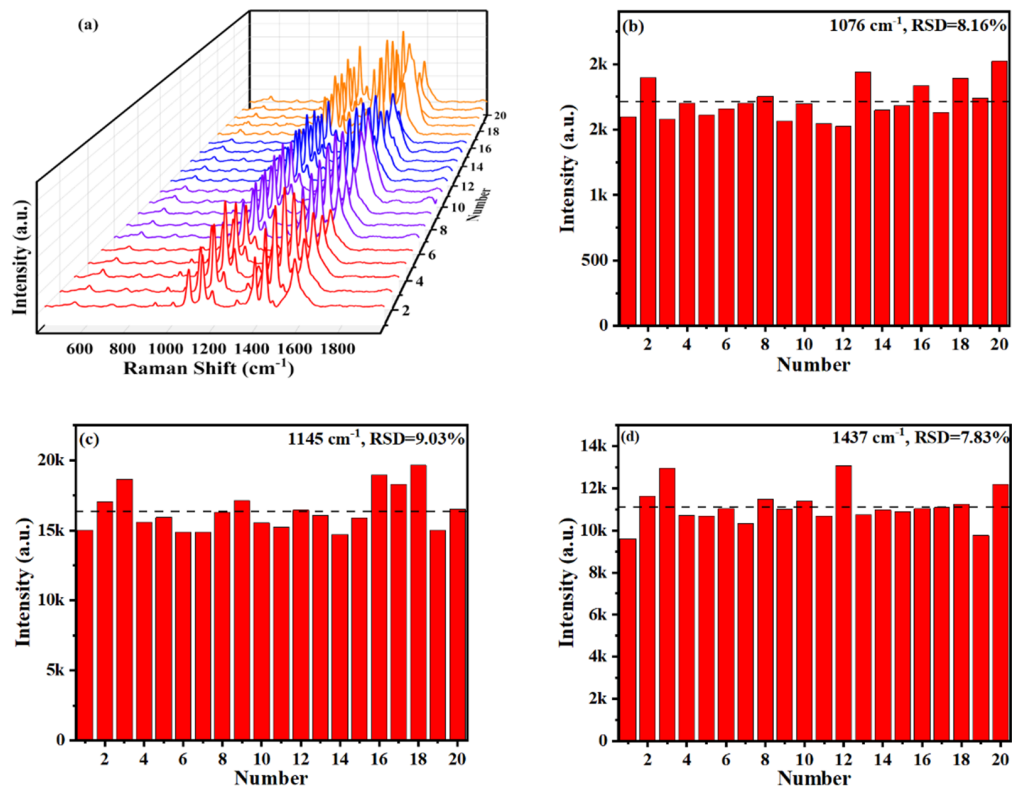 (a)
Intensity (a.u.)
600 800 1000 1200 1400 1600 1800
Raman Shift (cm⁻¹)
2 4 6 8 10 12 14 16 18 20
Number
(b)
1076 cm⁻¹, RSD=8.16%
2k
2k
1k
500
0
Intensity (a.u.)
2 4 6 8 10 12 14 16 18 20
Number
(c)
1145 cm⁻¹, RSD=9.03%
20k
15k
10k
5k
0
Intensity (a.u.)
2 4 6 8 10 12 14 16 18 20
Number
(d)
1437 cm⁻¹, RSD=7.83%
14k
12k
10k
8k
6k
4k
2k
0
Intensity (a.u.)
2 4 6 8 10 12 14 16 18 20
Number